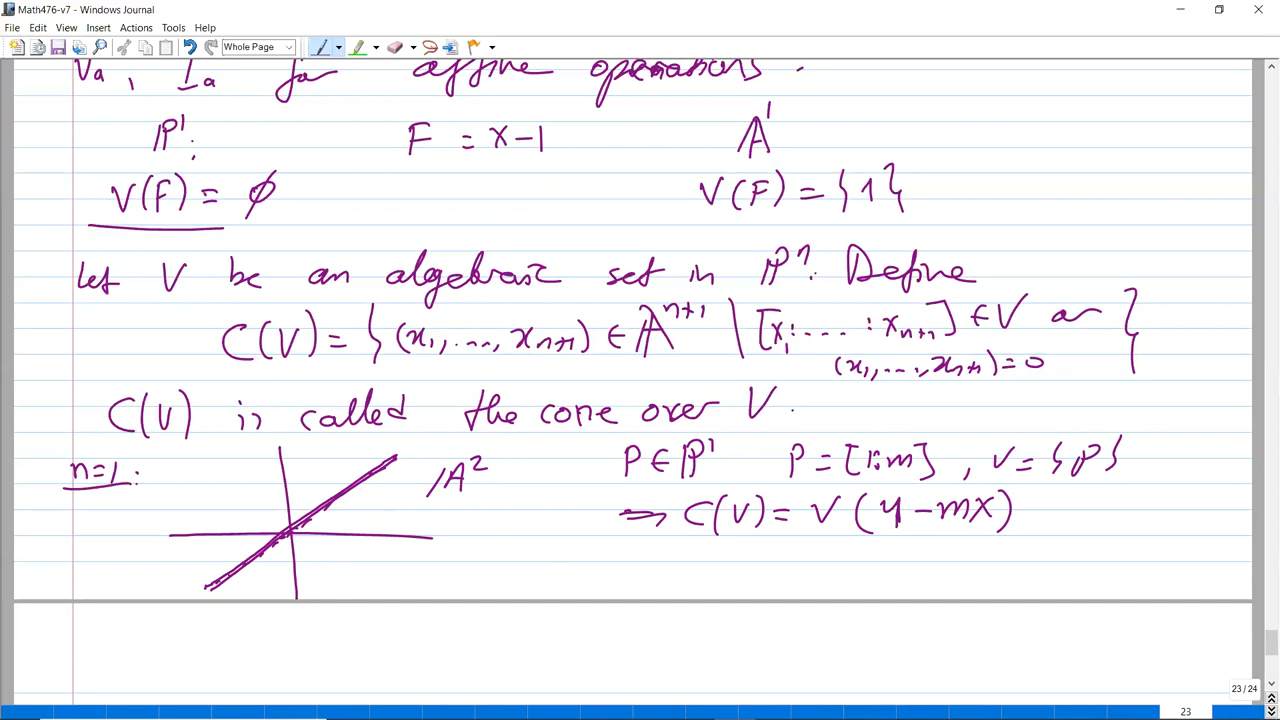 Math476-v7 - Windows Journal
File Edit View Insert Actions Tools Help
Whole Page
Va, Ia for affine operations.
ℙ¹: F = X-1 𝔸¹
V(F) = ∅ V(F) = {1}
Let V be an algebraic set in ℙⁿ. Define
C(V) = {(x₁, ..., xₙ₊₁) ∈ 𝔸ⁿ⁺¹ | [x₁: ... : xₙ₊₁] ∈ V or }
(x₁, ..., xₙ₊₁) = 0
C(V) is called the cone over V.
n=1: 𝔸² P ∈ ℙ¹ P = [1:m], V = {P}
⇒ C(V) = V(Y-mX)
23 / 24
23